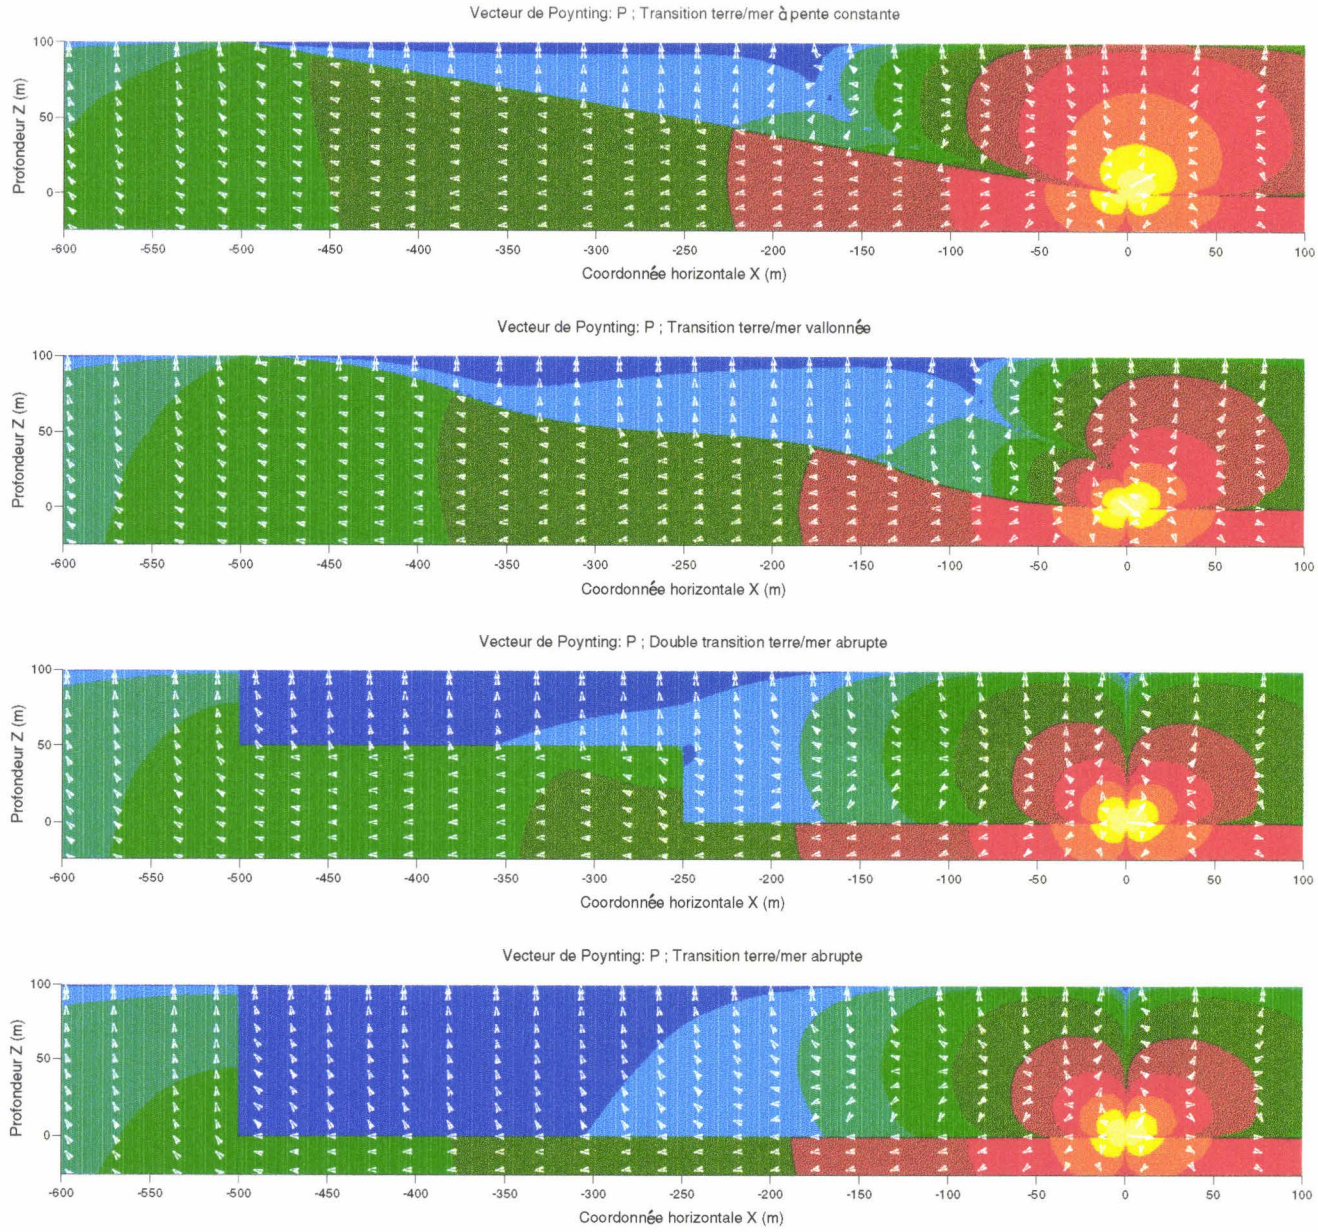 Vecteur de Poynting: P ; Transition terre/mer à pente constante
Profondeur Z (m)
100
50
0
-600 -550 -500 -450 -400 -350 -300 -250 -200 -150 -100 -50 0 50 100
Coordonnée horizontale X (m)
Vecteur de Poynting: P ; Transition terre/mer vallonnée
Profondeur Z (m)
100
50
0
-600 -550 -500 -450 -400 -350 -300 -250 -200 -150 -100 -50 0 50 100
Coordonnée horizontale X (m)
Vecteur de Poynting: P ; Double transition terre/mer abrupte
Profondeur Z (m)
100
50
0
-600 -550 -500 -450 -400 -350 -300 -250 -200 -150 -100 -50 0 50 100
Coordonnée horizontale X (m)
Vecteur de Poynting: P ; Transition terre/mer abrupte
Profondeur Z (m)
100
50
0
-600 -550 -500 -450 -400 -350 -300 -250 -200 -150 -100 -50 0 50 100
Coordonnée horizontale X (m)